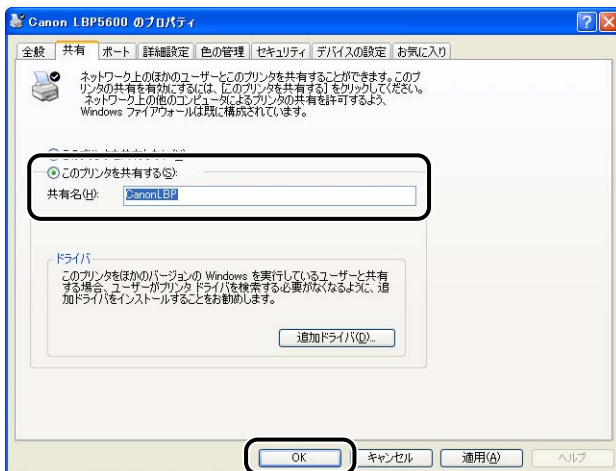 Canon LBP5600 のプロパティ
全般 共有 ポート 詳細設定 色の管理 セキュリティ デバイスの設定 お気に入り
ネットワーク上のほかのユーザーとこのプリンタを共有することができます。このプ
リンタの共有を有効にするには、[このプリンタを共有する] をクリックしてください。
ネットワーク上の他のコンピュータによるプリンタの共有を許可するよう、
Windows ファイアウォールは既に構成されています。
このプリンタを共有する(S):
共有名(H): CanonLBP
ドライバ
このプリンタをほかのバージョンの Windows を実行しているユーザーと共有
する場合、ユーザーがプリンタ ドライバを検索する必要がなくなるように、追
加ドライバをインストールすることをお勧めします。
追加ドライバ(D)...
OK キャンセル 適用(A) ヘルプ